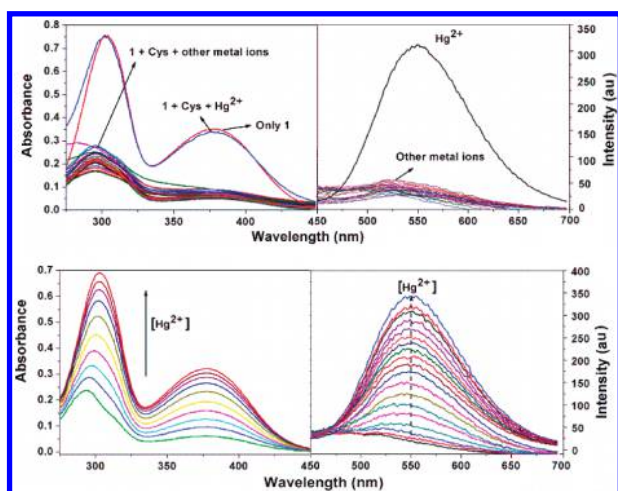 0.8
0.7
0.6
0.5
0.4
0.3
0.2
0.1
0.0
Absorbance
1 + Cys + other metal ions
1 + Cys + Hg2+
Only 1
300 350 400 450
Hg2+
Other metal ions
350
300
250
200
150
100
50
0
Intensity (au)
500 550 600 650 700
Wavelength (nm)
Wavelength (nm)
0.7
0.6
0.5
0.4
0.3
0.2
0.1
0.0
Absorbance
[Hg2+]
300 350 400 450
Wavelength (nm)
[Hg2+]
400
350
300
250
200
150
100
50
0
Intensity (au)
500 550 600 650 700
Wavelength (nm)